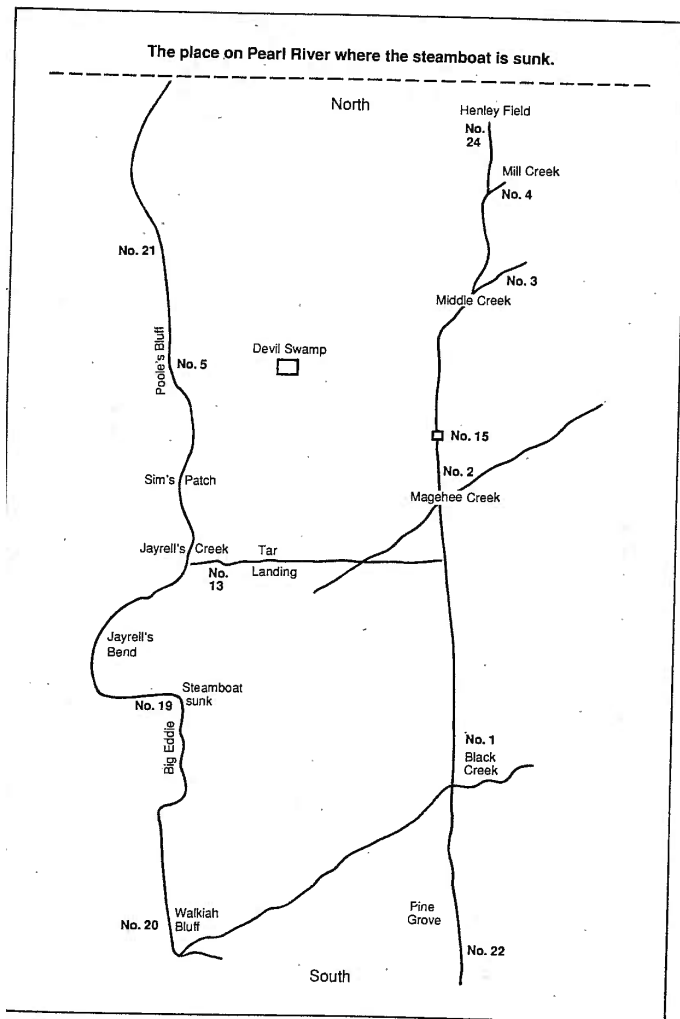 The place on Pearl River where the steamboat is sunk.
North
Henley Field
No.
24
Mill Creek
No. 4
No. 21
No. 3
Middle Creek
Poole's Bluff
Devil Swamp
No. 5
No. 15
No. 2
Sim's Patch
Magehee Creek
Jayrell's Creek
Tar
Landing
No.
13
Jayrell's
Bend
Steamboat
sunk
No. 19
Big Eddie
No. 1
Black
Creek
Walkiah
Bluff
No. 20
Pine
Grove
No. 22
South